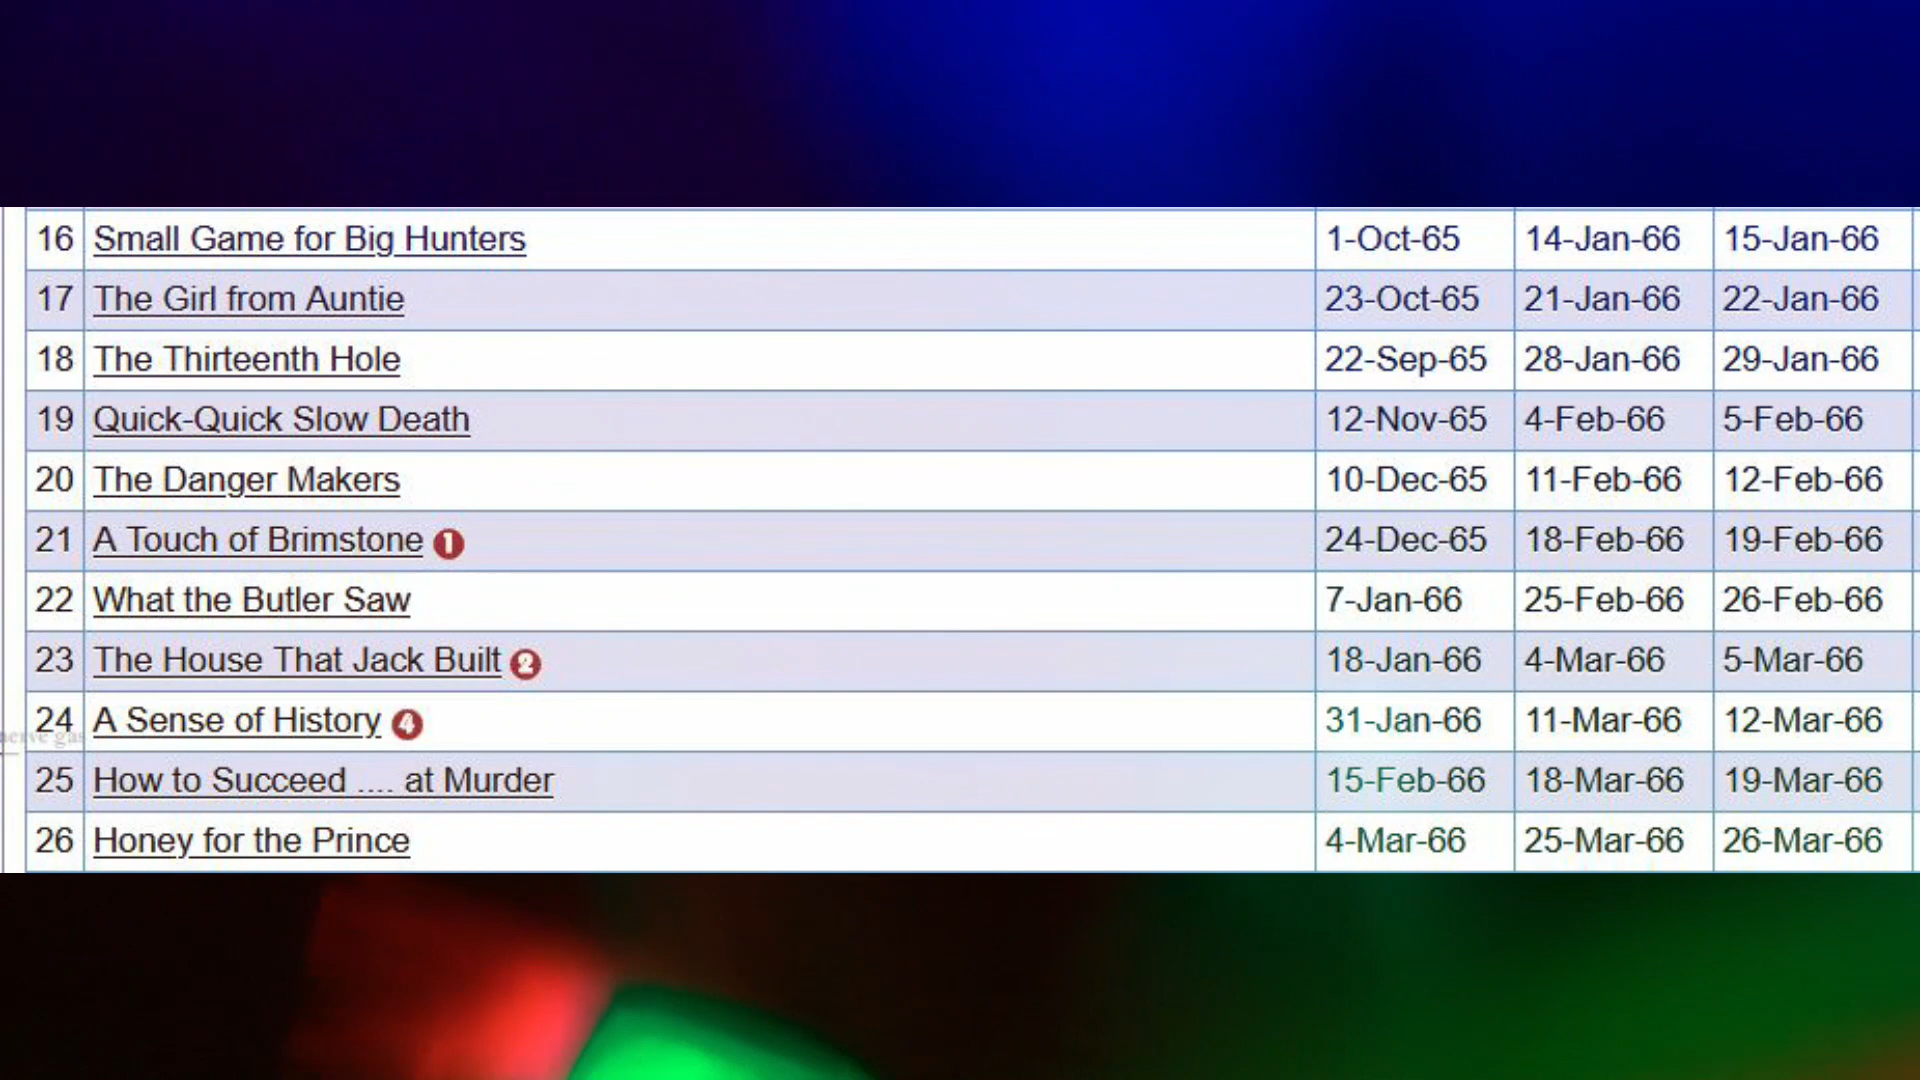 16 Small Game for Big Hunters 1-Oct-65 14-Jan-66 15-Jan-66
17 The Girl from Auntie 23-Oct-65 21-Jan-66 22-Jan-66
18 The Thirteenth Hole 22-Sep-65 28-Jan-66 29-Jan-66
19 Quick-Quick Slow Death 12-Nov-65 4-Feb-66 5-Feb-66
20 The Danger Makers 10-Dec-65 11-Feb-66 12-Feb-66
21 A Touch of Brimstone 1 24-Dec-65 18-Feb-66 19-Feb-66
22 What the Butler Saw 7-Jan-66 25-Feb-66 26-Feb-66
23 The House That Jack Built 2 18-Jan-66 4-Mar-66 5-Mar-66
24 A Sense of History 4 31-Jan-66 11-Mar-66 12-Mar-66
nerve gas
25 How to Succeed .... at Murder 15-Feb-66 18-Mar-66 19-Mar-66
26 Honey for the Prince 4-Mar-66 25-Mar-66 26-Mar-66